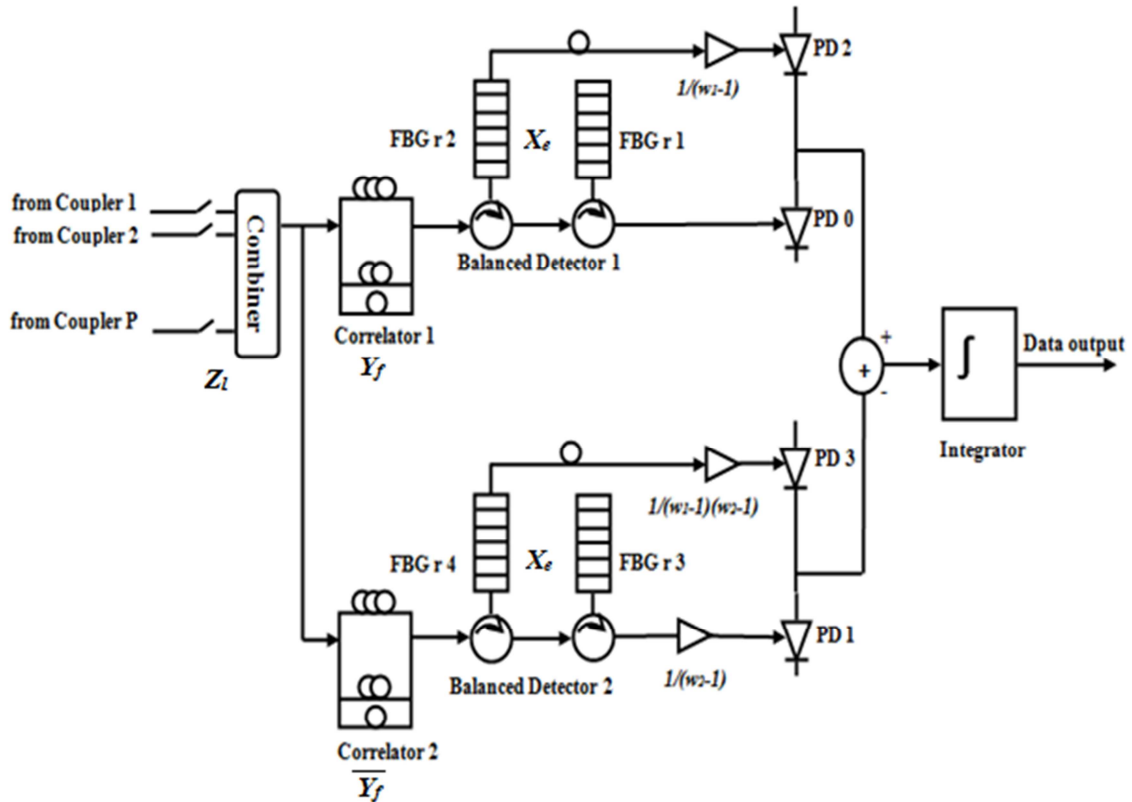 PD 2
1/(w₁-1)
FBG r 2
Xₑ
FBG r 1
from Coupler 1
from Coupler 2
from Coupler P
Combiner
Zₗ
PD 0
Balanced Detector 1
Correlator 1
Y_f
+
+
-
∫
Data output
Integrator
PD 3
1/(w₁-1)(w₂-1)
FBG r 4
Xₑ
FBG r 3
PD 1
1/(w₂-1)
Balanced Detector 2
Correlator 2
Y̅_f